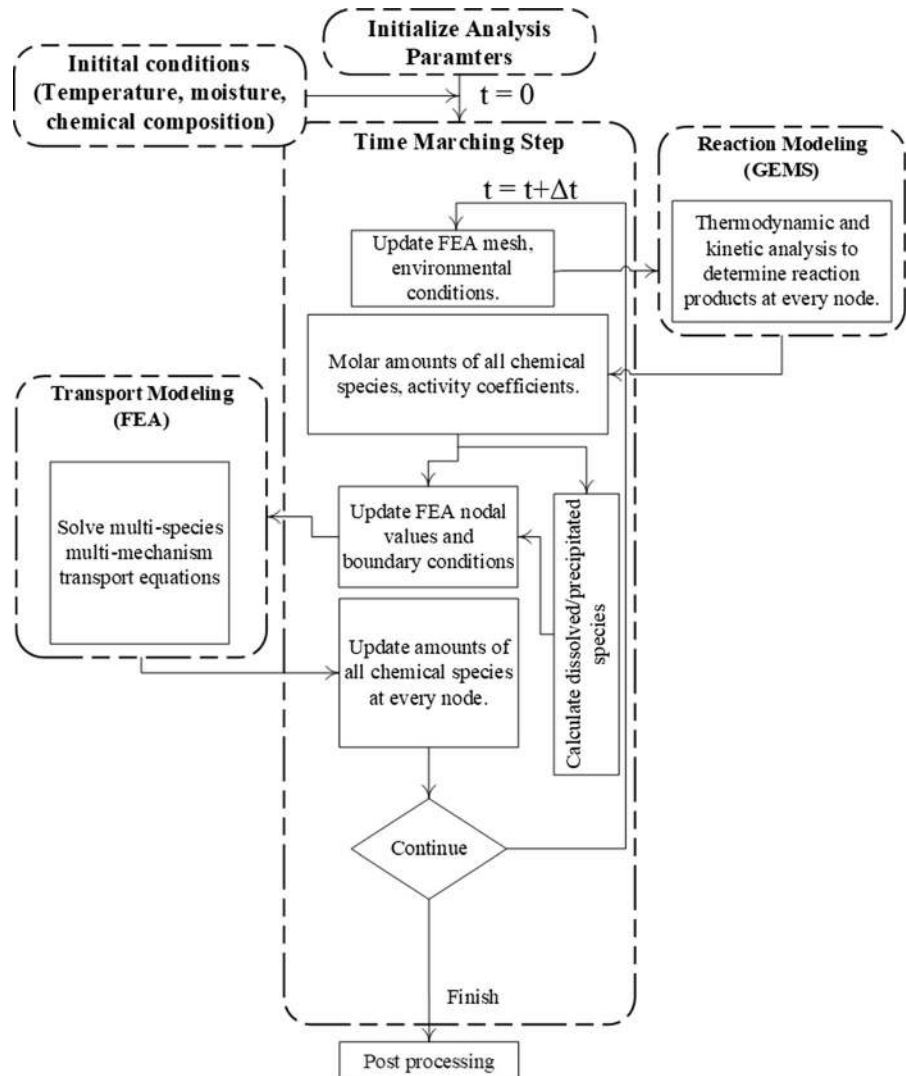 Initialize Analysis
Paramters
Initital conditions
(Temperature, moisture,
chemical composition)
t = 0
Time Marching Step
Reaction Modeling
(GEMS)
t = t+Δt
Update FEA mesh,
environmental
conditions.
Thermodynamic and
kinetic analysis to
determine reaction
products at every node.
Molar amounts of all chemical
species, activity coefficients.
Transport Modeling
(FEA)
Solve multi-species
multi-mechanism
transport equations
Update FEA nodal
values and
boundary conditions
Calculate dissolved/precipitated
species
Update amounts of
all chemical species
at every node.
Continue
Finish
Post processing